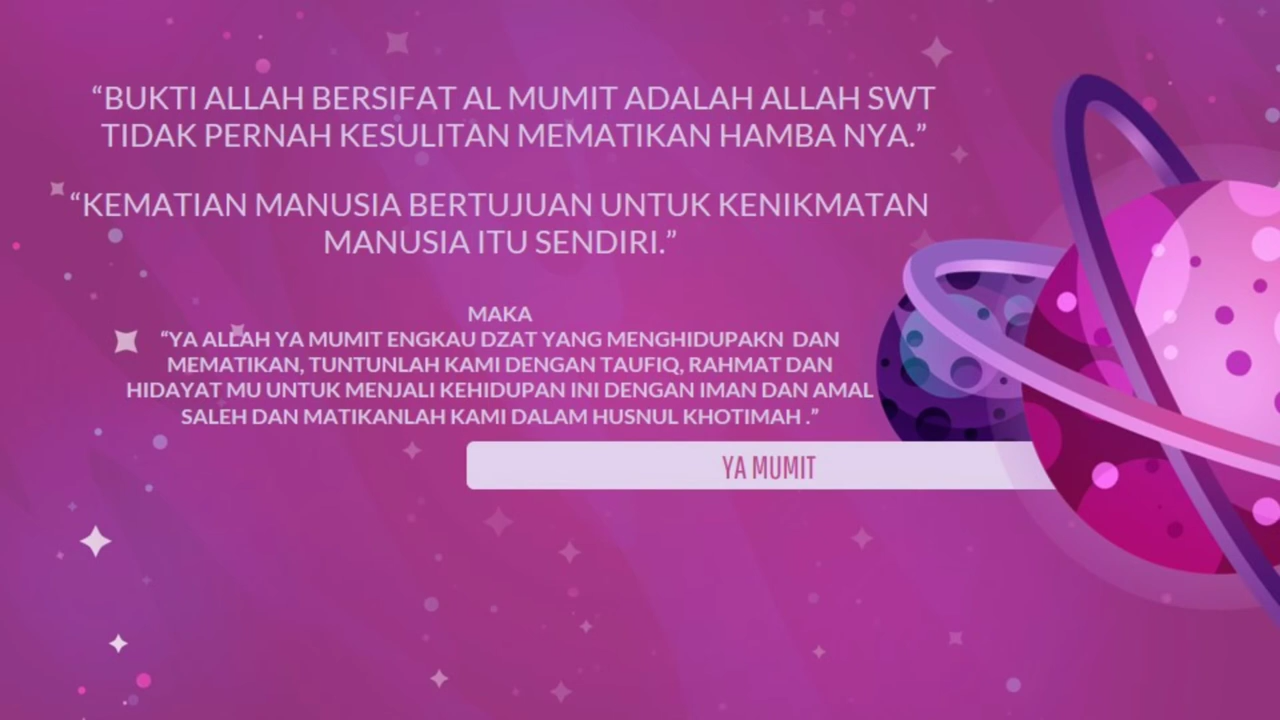 “BUKTI ALLAH BERSIFAT AL MUMIT ADALAH ALLAH SWT
TIDAK PERNAH KESULITAN MEMATIKAN HAMBA NYA.”
“KEMATIAN MANUSIA BERTUJUAN UNTUK KENIKMATAN
MANUSIA ITU SENDIRI.”
MAKA
“YA ALLAH YA MUMIT ENGKAU DZAT YANG MENGHIDUPAKN DAN
MEMATIKAN, TUNTUNLAH KAMI DENGAN TAUFIQ, RAHMAT DAN
HIDAYAT MU UNTUK MENJALI KEHIDUPAN INI DENGAN IMAN DAN AMAL
SALEH DAN MATIKANLAH KAMI DALAM HUSNUL KHOTIMAH .”
YA MUMIT